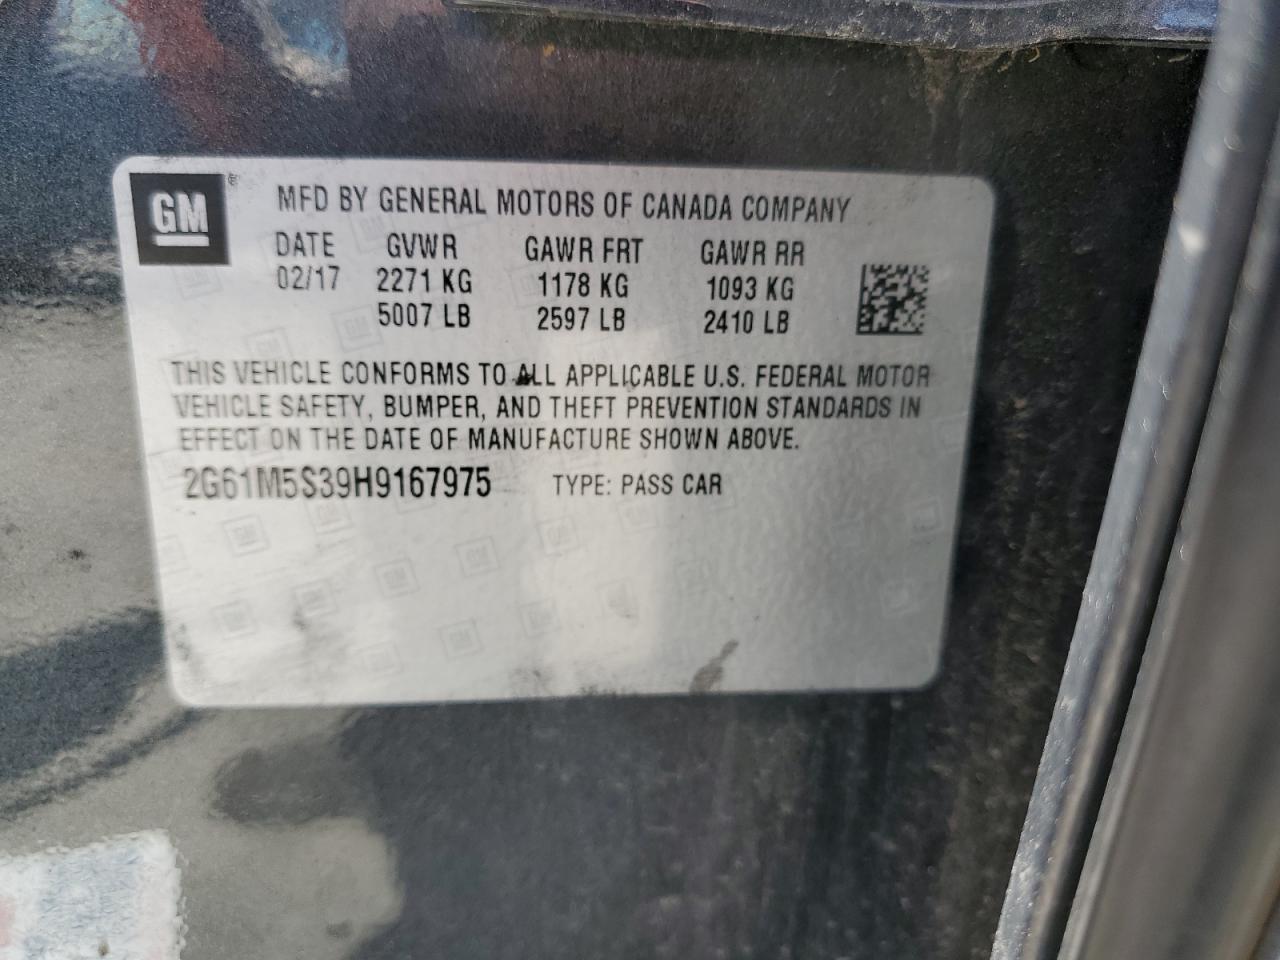 GM ®
MFD BY GENERAL MOTORS OF CANADA COMPANY
DATE GVWR GAWR FRT GAWR RR
02/17 2271 KG 1178 KG 1093 KG
5007 LB 2597 LB 2410 LB
THIS VEHICLE CONFORMS TO ALL APPLICABLE U.S. FEDERAL MOTOR
VEHICLE SAFETY, BUMPER, AND THEFT PREVENTION STANDARDS IN
EFFECT ON THE DATE OF MANUFACTURE SHOWN ABOVE.
2G61M5S39H9167975 TYPE: PASS CAR